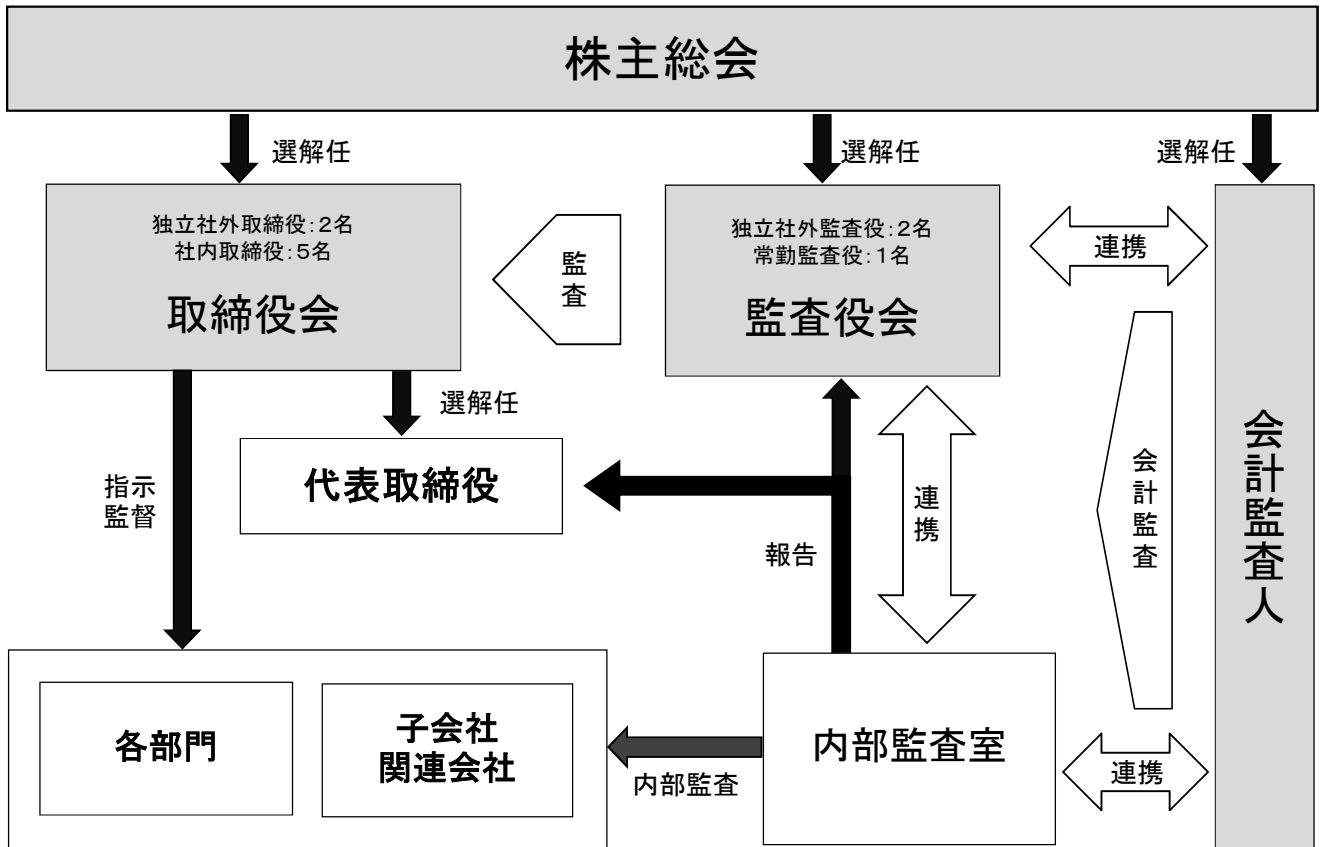 株主総会
選解任
選解任
選解任
独立社外取締役:2名
社内取締役:5名
取締役会
監査
独立社外監査役:2名
常勤監査役:1名
監査役会
連携
選解任
代表取締役
指示
監督
報告
連携
会計監査
会計監査人
各部門
子会社
関連会社
内部監査
内部監査室
連携